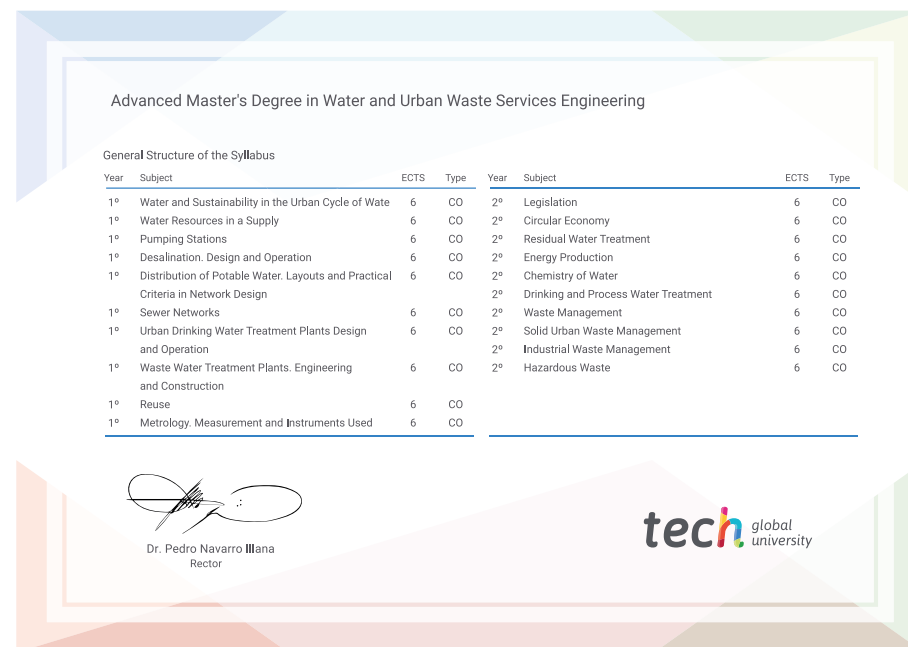 Advanced Master's Degree in Water and Urban Waste Services Engineering
General Structure of the Syllabus
Year Subject ECTS Type
1º Water and Sustainability in the Urban Cycle of Wate 6 CO
1º Water Resources in a Supply 6 CO
1º Pumping Stations 6 CO
1º Desalination. Design and Operation 6 CO
1º Distribution of Potable Water. Layouts and Practical 6 CO
Criteria in Network Design
1º Sewer Networks 6 CO
1º Urban Drinking Water Treatment Plants Design 6 CO
and Operation
1º Waste Water Treatment Plants. Engineering 6 CO
and Construction
1º Reuse 6 CO
1º Metrology. Measurement and Instruments Used 6 CO
Year Subject ECTS Type
2º Legislation 6 CO
2º Circular Economy 6 CO
2º Residual Water Treatment 6 CO
2º Energy Production 6 CO
2º Chemistry of Water 6 CO
2º Drinking and Process Water Treatment 6 CO
2º Waste Management 6 CO
2º Solid Urban Waste Management 6 CO
2º Industrial Waste Management 6 CO
2º Hazardous Waste 6 CO
Dr. Pedro Navarro Illana
Rector
tech global
university